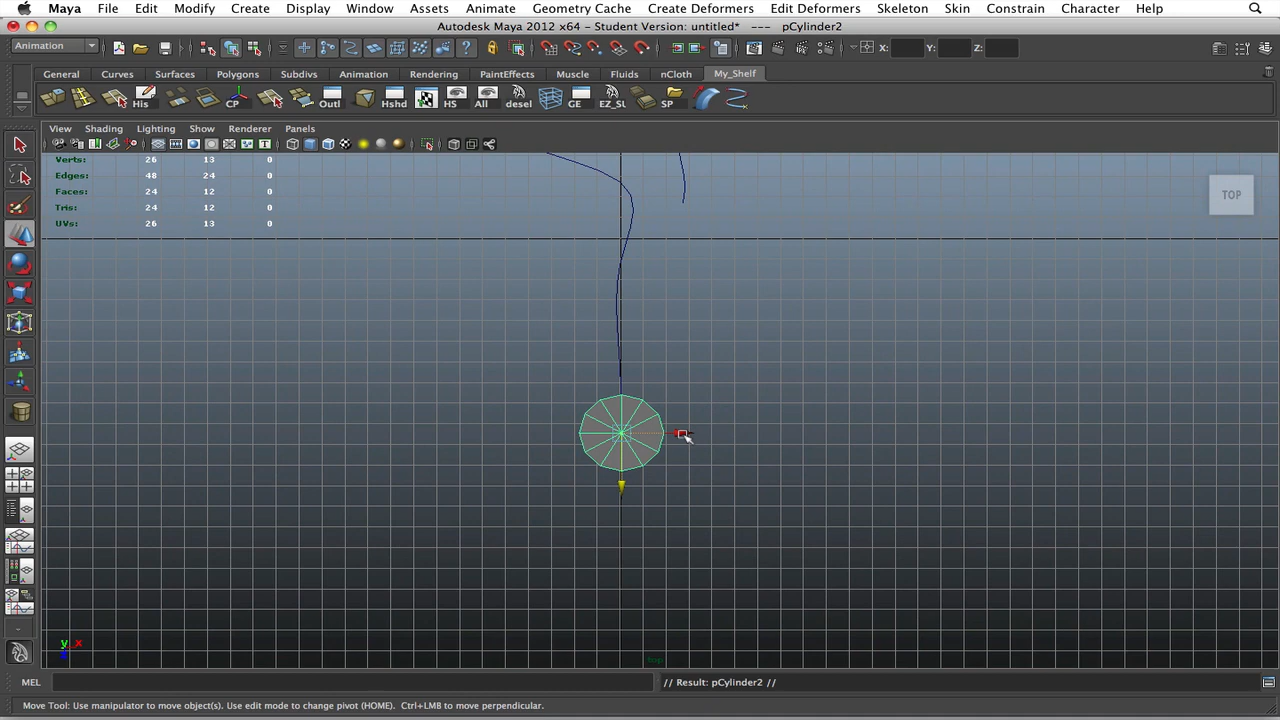 Maya File Edit Modify Create Display Window Assets Animate Geometry Cache Create Deformers Edit Deformers Skeleton Skin Constrain Character Help
Autodesk Maya 2012 x64 - Student Version: untitled* --- pCylinder2
Animation X: Y: Z:
General Curves Surfaces Polygons Subdivs Deformation Animation Rendering PaintEffects Muscle Fluids nCloth My_Shelf
His CP Outl Hshd HS All desel GE EZ_SL SP
View Shading Lighting Show Renderer Panels
Verts: 26 13 0
Edges: 48 24 0
Faces: 24 12 0
Tris: 24 12 0
UVs: 26 13 0
TOP
y x
MEL // Result: pCylinder2 //
Move Tool: Use manipulator to move object(s). Use edit mode to change pivot (HOME). Ctrl+LMB to move perpendicular.